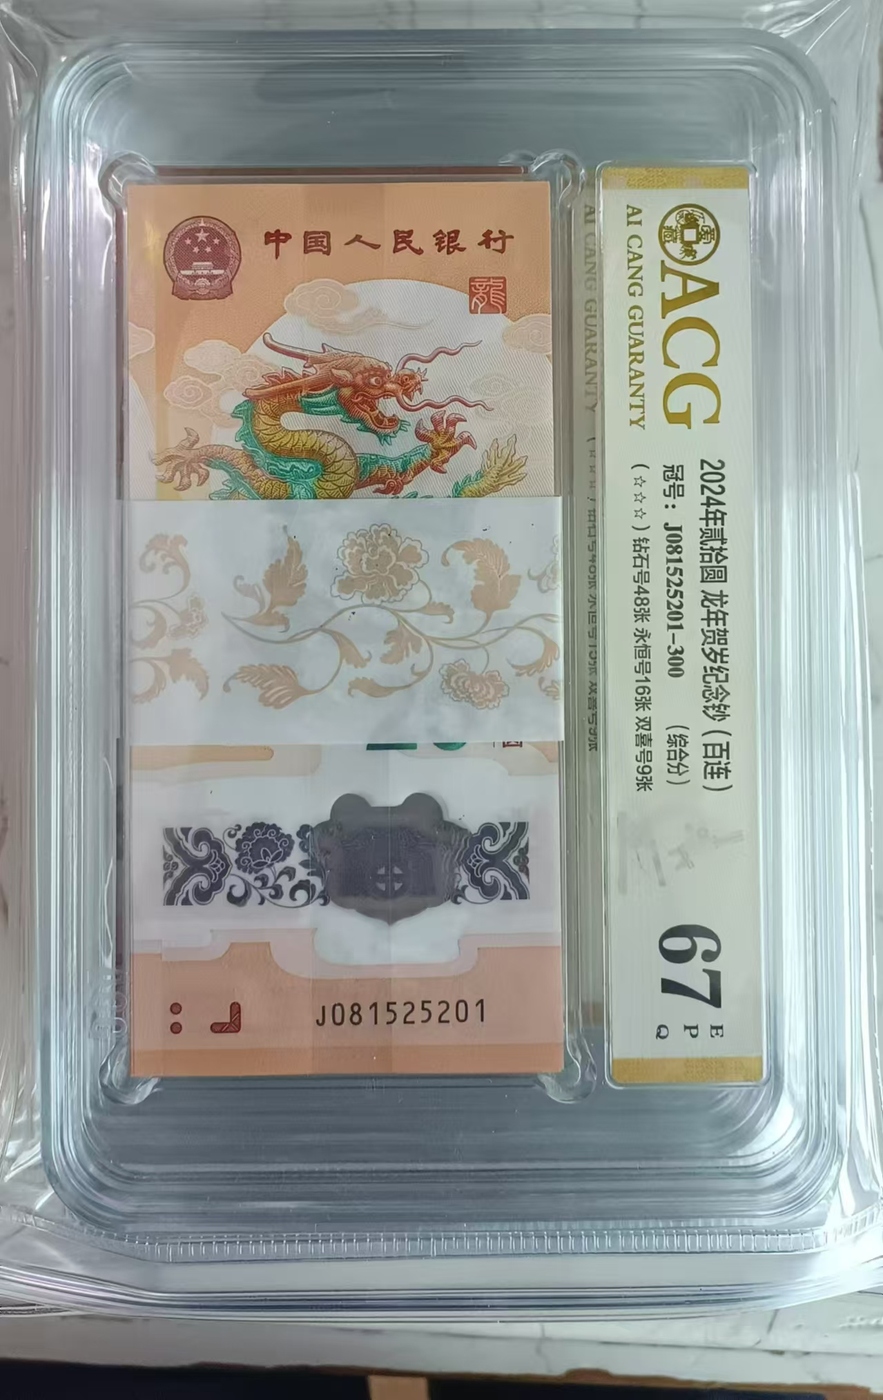 中国人民银行
龍
J081525201
ACG
AI CANG GUARANTY
2024年贰拾圆 龙年贺岁纪念钞（百连）
冠号：J081525201-300 （综合分）
（☆☆☆）钻石号48张 永恒号16张 双喜号9张
67 E
P
Q
AI CANG GUARANTY